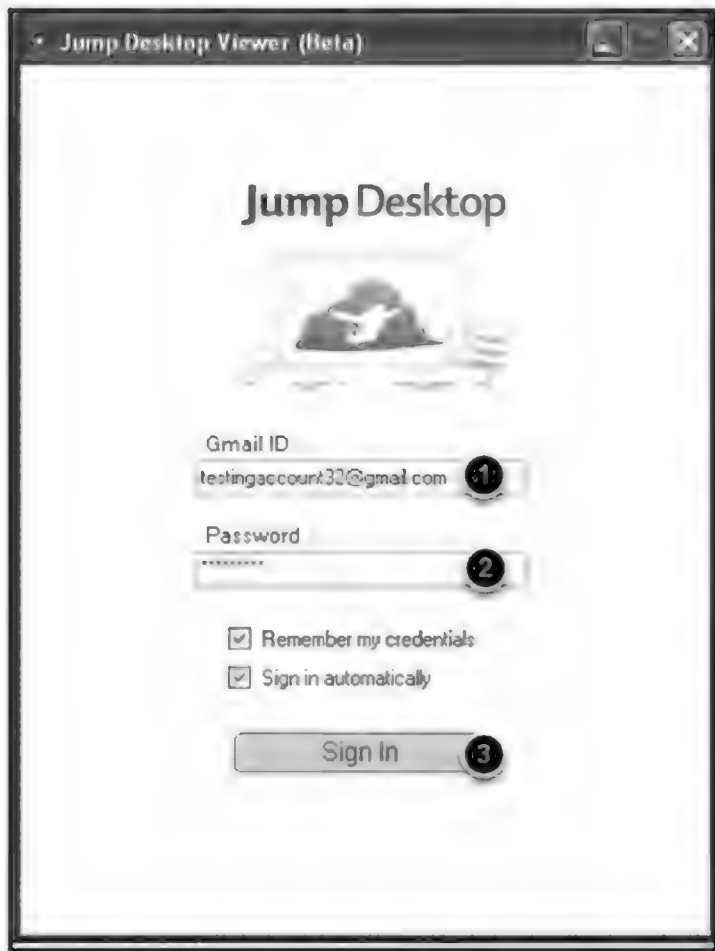 Jump Desktop Viewer (Beta)
Jump Desktop
Gmail ID
testingaccount32@gmail.com 1
Password
••••••••• 2
Remember my credentials
Sign in automatically
Sign In 3